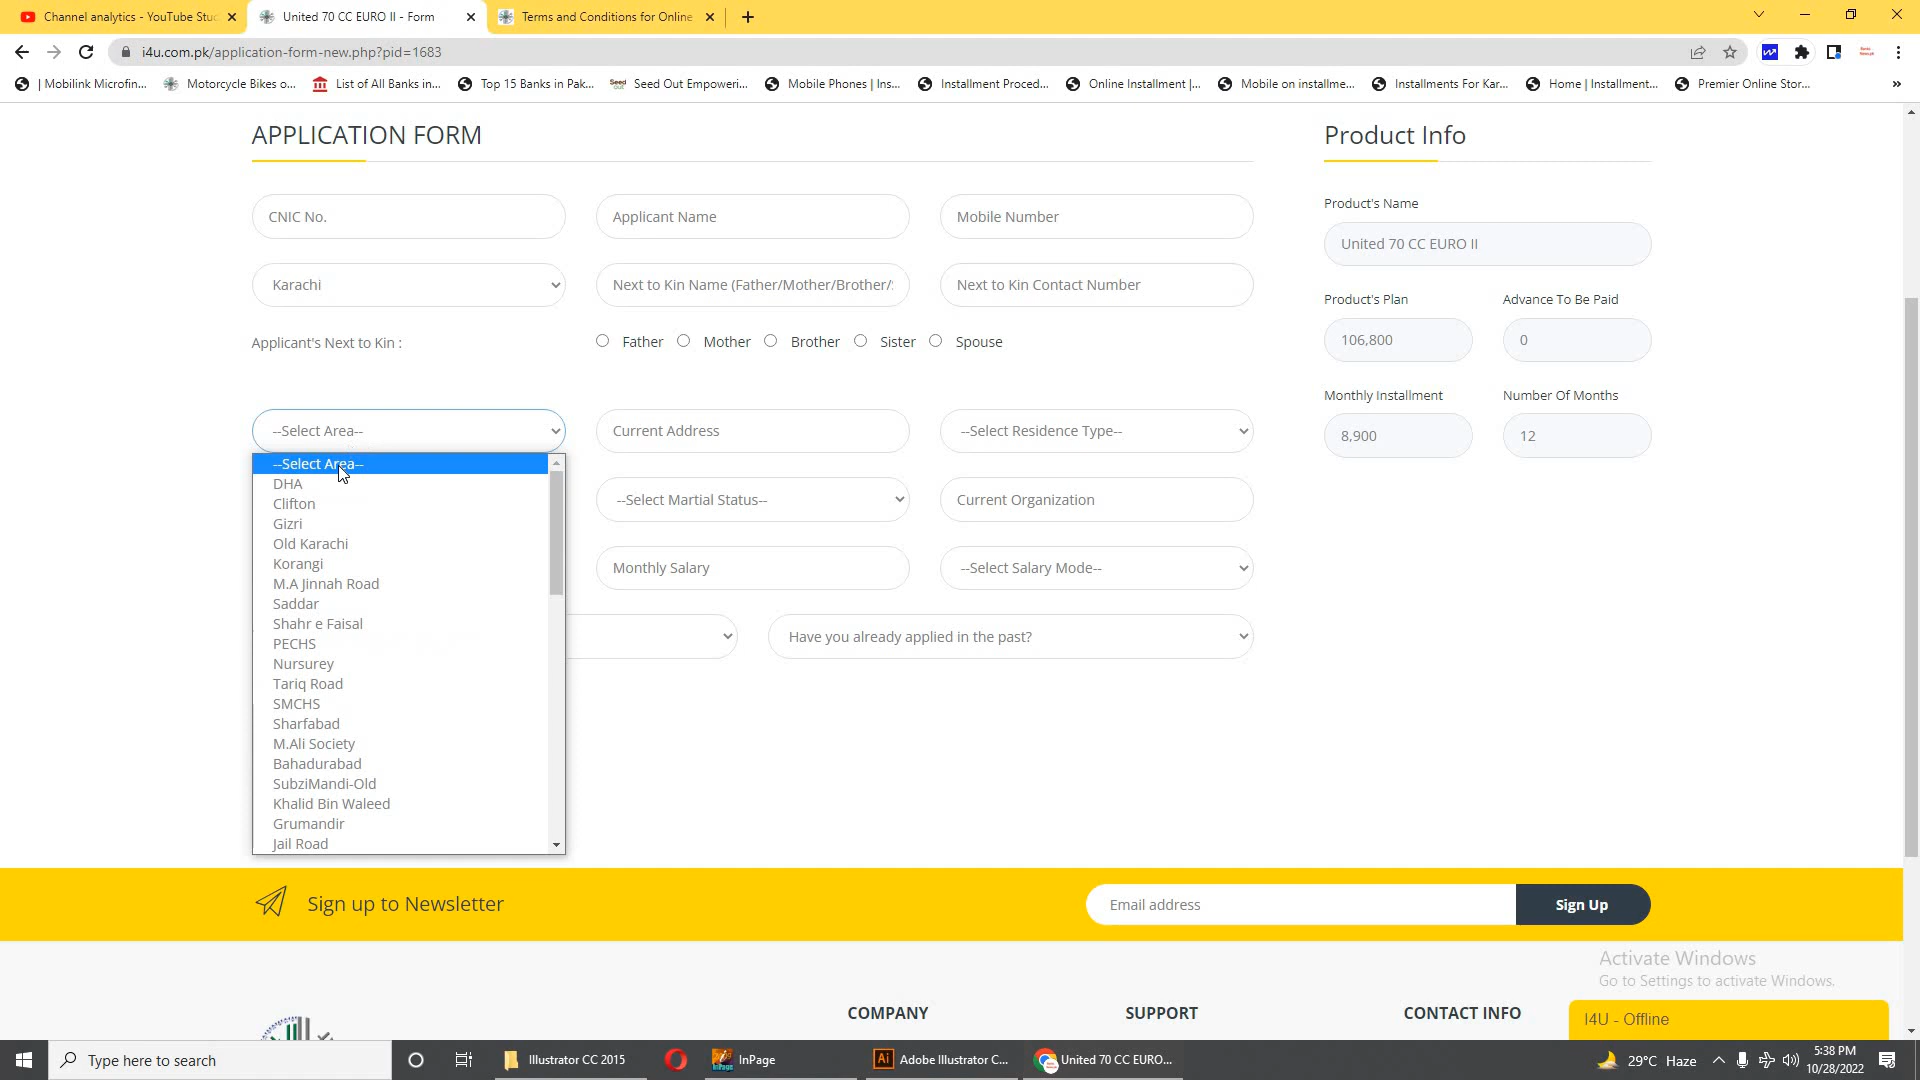 Channel analytics - YouTube Stud
United 70 CC EURO II - Form
Terms and Conditions for Online
i4u.com.pk/application-form-new.php?pid=1683
| Mobilink Microfin...
Motorcycle Bikes o...
List of All Banks in...
Top 15 Banks in Pak...
Seed Out Empoweri...
Mobile Phones | Ins...
Installment Proced...
Online Installment |...
Mobile on installme...
Installments For Kar...
Home | Installment...
Premier Online Stor...
APPLICATION FORM
Product Info
CNIC No.
Applicant Name
Mobile Number
Product's Name
United 70 CC EURO II
Karachi
Next to Kin Name (Father/Mother/Brother/
Next to Kin Contact Number
Product's Plan
Advance To Be Paid
Applicant's Next to Kin :
Father
Mother
Brother
Sister
Spouse
106,800
0
Monthly Installment
Number Of Months
8,900
12
--Select Area--
Current Address
--Select Residence Type--
--Select Area--
DHA
Clifton
Gizri
Old Karachi
Korangi
M.A Jinnah Road
Saddar
Shahr e Faisal
PECHS
Nursurey
Tariq Road
SMCHS
Sharfabad
M.Ali Society
Bahadurabad
SubziMandi-Old
Khalid Bin Waleed
Grumandir
Jail Road
--Select Martial Status--
Current Organization
Monthly Salary
--Select Salary Mode--
Have you already applied in the past?
Sign up to Newsletter
Email address
Sign Up
Activate Windows
Go to Settings to activate Windows.
COMPANY
SUPPORT
CONTACT INFO
I4U - Offline
Type here to search
Illustrator CC 2015
InPage
Adobe Illustrator C...
United 70 CC EURO...
29°C Haze
5:38 PM
10/28/2022